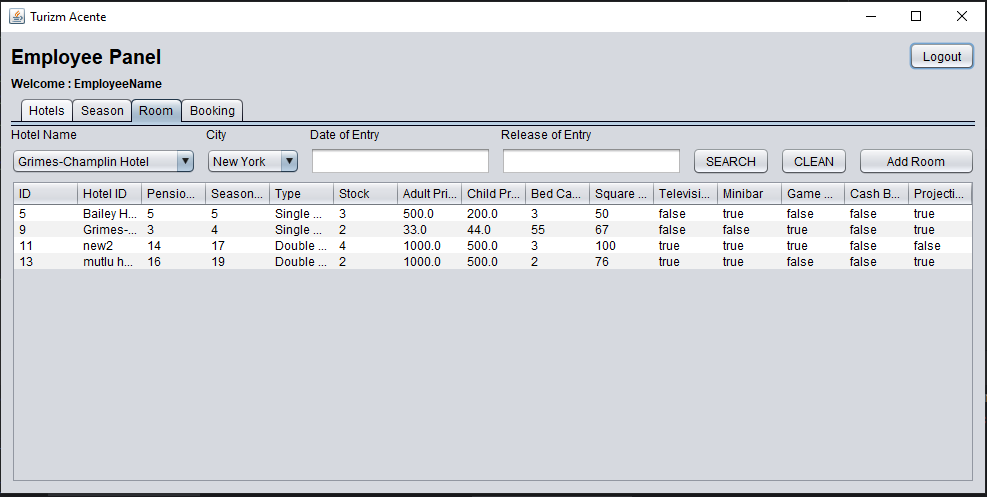 Turizm Acente
Employee Panel
Logout
Welcome : EmployeeName
Hotels Season Room Booking
Hotel Name City Date of Entry Release of Entry
Grimes-Champlin Hotel New York SEARCH CLEAN Add Room
ID Hotel ID Pensio... Season... Type Stock Adult Pri... Child Pr... Bed Ca... Square ... Televisi... Minibar Game ... Cash B... Projecti...
5 Bailey H... 5 5 Single ... 3 500.0 200.0 3 50 false true false false true
9 Grimes-... 3 4 Single ... 2 33.0 44.0 55 67 false false false false true
11 new2 14 17 Double ... 4 1000.0 500.0 3 100 true true true true false
13 mutlu h... 16 19 Double ... 2 1000.0 500.0 2 76 true true false false true